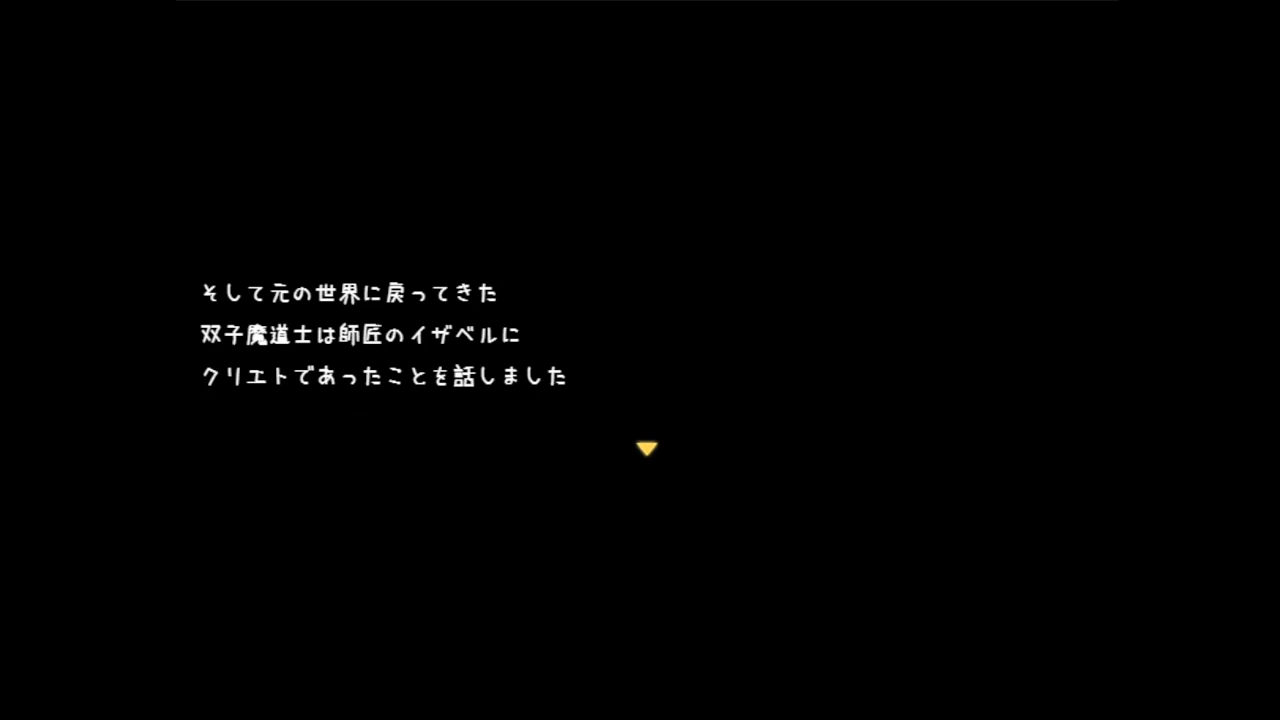 そして元の世界に戻ってきた
双子魔道士は師匠のイザベルに
クリエトであったことを話しました